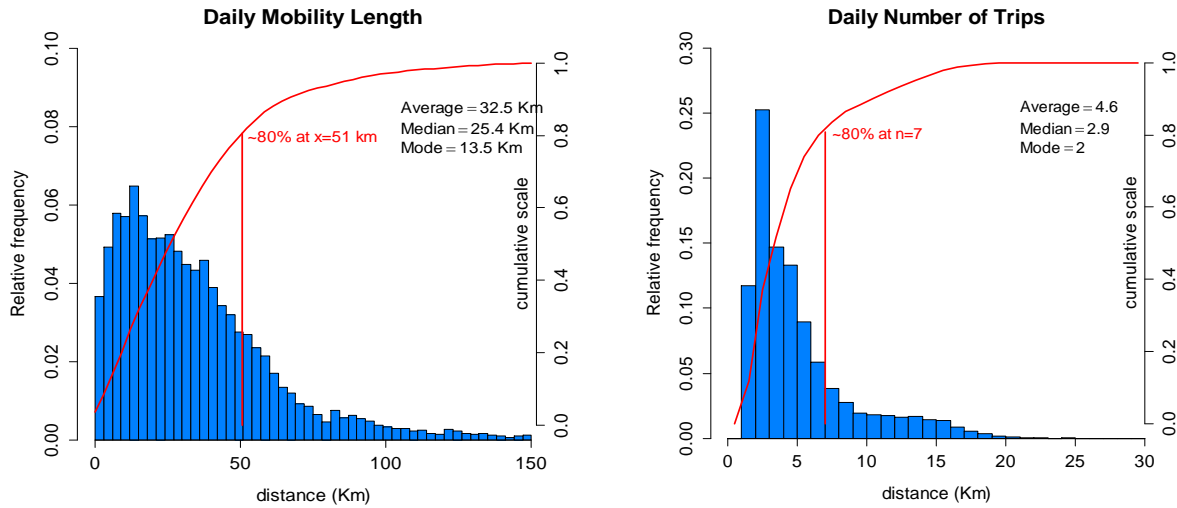 Daily Mobility Length
0.10
0.08
0.06
0.04
0.02
0.00
Relative frequency
1.0
0.8
0.6
0.4
0.2
0.0
cumulative scale
Average = 32.5 Km
Median = 25.4 Km
Mode = 13.5 Km
~80% at x=51 km
0
50
100
150
distance (Km)
Daily Number of Trips
0.30
0.25
0.20
0.15
0.10
0.05
0.00
Relative frequency
1.0
0.8
0.6
0.4
0.2
0.0
cumulative scale
Average = 4.6
Median = 2.9
Mode = 2
~80% at n=7
0
5
10
15
20
25
30
distance (Km)